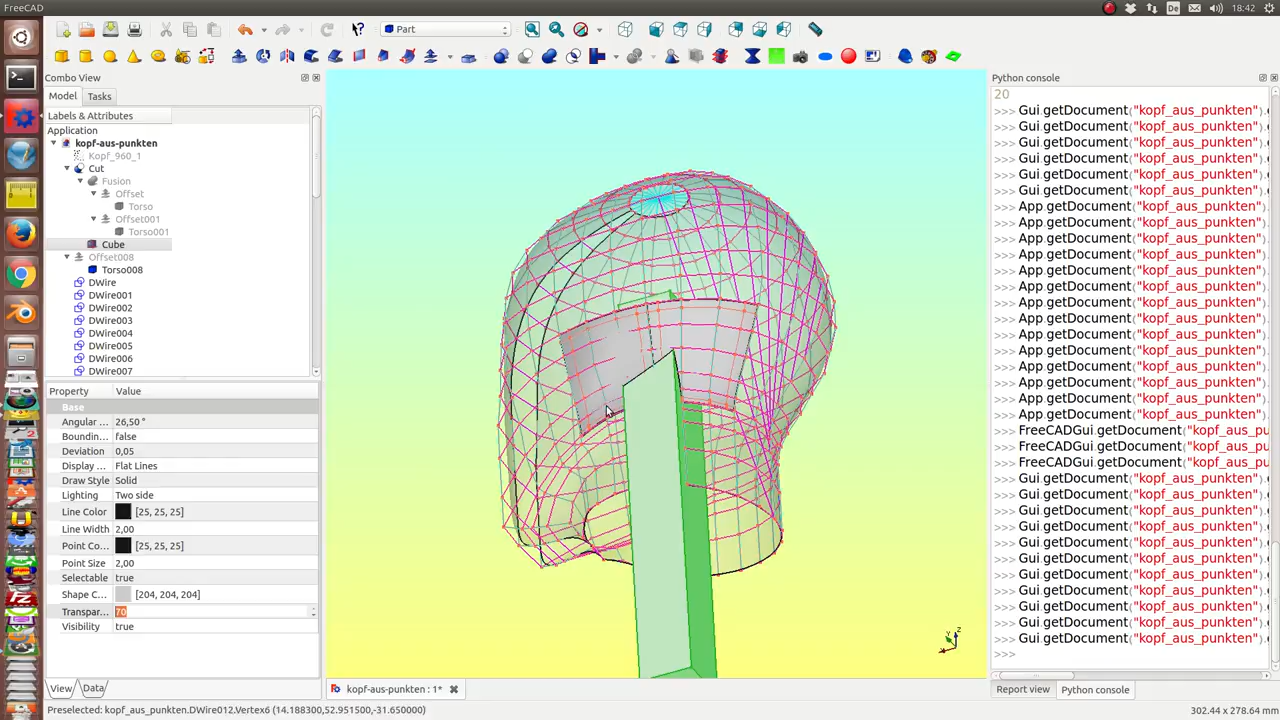 FreeCAD
De
18:42
Part
Combo View
Python console
Model
Tasks
Labels & Attributes
Application
kopf-aus-punkten
Kopf_960_1
Cut
Fusion
Offset
Torso
Offset001
Torso001
Cube
Offset008
Torso008
DWire
DWire001
DWire002
DWire003
DWire004
DWire005
DWire006
DWire007
Property
Value
Base
Angular ...
26,50 °
Boundin...
false
Deviation
0,05
Display ...
Flat Lines
Draw Style
Solid
Lighting
Two side
Line Color
[25, 25, 25]
Line Width
2,00
Point Co...
[25, 25, 25]
Point Size
2,00
Selectable
true
Shape C...
[204, 204, 204]
Transpar...
70
Visibility
true
View
Data
20
>>> Gui.getDocument("kopf_aus_punkten").
>>> Gui.getDocument("kopf_aus_punkten").
>>> Gui.getDocument("kopf_aus_punkten").
>>> Gui.getDocument("kopf_aus_punkten").
>>> Gui.getDocument("kopf_aus_punkten").
>>> Gui.getDocument("kopf_aus_punkten").
>>> App.getDocument("kopf_aus_punkten").
>>> App.getDocument("kopf_aus_punkten").
>>> App.getDocument("kopf_aus_punkten").
>>> App.getDocument("kopf_aus_punkten").
>>> App.getDocument("kopf_aus_punkten").
>>> App.getDocument("kopf_aus_punkten").
>>> App.getDocument("kopf_aus_punkten").
>>> App.getDocument("kopf_aus_punkten").
>>> App.getDocument("kopf_aus_punkten").
>>> App.getDocument("kopf_aus_punkten").
>>> App.getDocument("kopf_aus_punkten").
>>> App.getDocument("kopf_aus_punkten").
>>> App.getDocument("kopf_aus_punkten").
>>> App.getDocument("kopf_aus_punkten").
>>> FreeCADGui.getDocument("kopf_aus_pu
>>> FreeCADGui.getDocument("kopf_aus_pu
>>> FreeCADGui.getDocument("kopf_aus_pu
>>> Gui.getDocument("kopf_aus_punkten").
>>> Gui.getDocument("kopf_aus_punkten").
>>> Gui.getDocument("kopf_aus_punkten").
>>> Gui.getDocument("kopf_aus_punkten").
>>> Gui.getDocument("kopf_aus_punkten").
>>> Gui.getDocument("kopf_aus_punkten").
>>> Gui.getDocument("kopf_aus_punkten").
>>> Gui.getDocument("kopf_aus_punkten").
>>> Gui.getDocument("kopf_aus_punkten").
>>> Gui.getDocument("kopf_aus_punkten").
>>> Gui.getDocument("kopf_aus_punkten").
>>>
kopf-aus-punkten : 1*
Report view
Python console
Preselected: kopf_aus_punkten.DWire012.Vertex6 (14.188300,52.951500,-31.650000)
302.44 x 278.64 mm